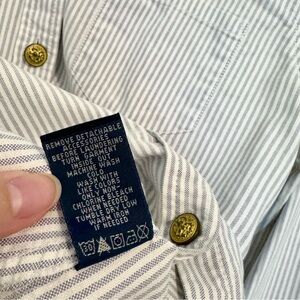 REMOVE DETACHABLE
ACCESSORIES
BEFORE LAUNDERING
TURN GARMENT
INSIDE OUT
MACHINE WASH
COLD
WASH WITH
LIKE COLORS
ONLY NON-
CHLORINE BLEACH
WHEN NEEDED
TUMBLE DRY LOW
WARM IRON
IF NEEDED